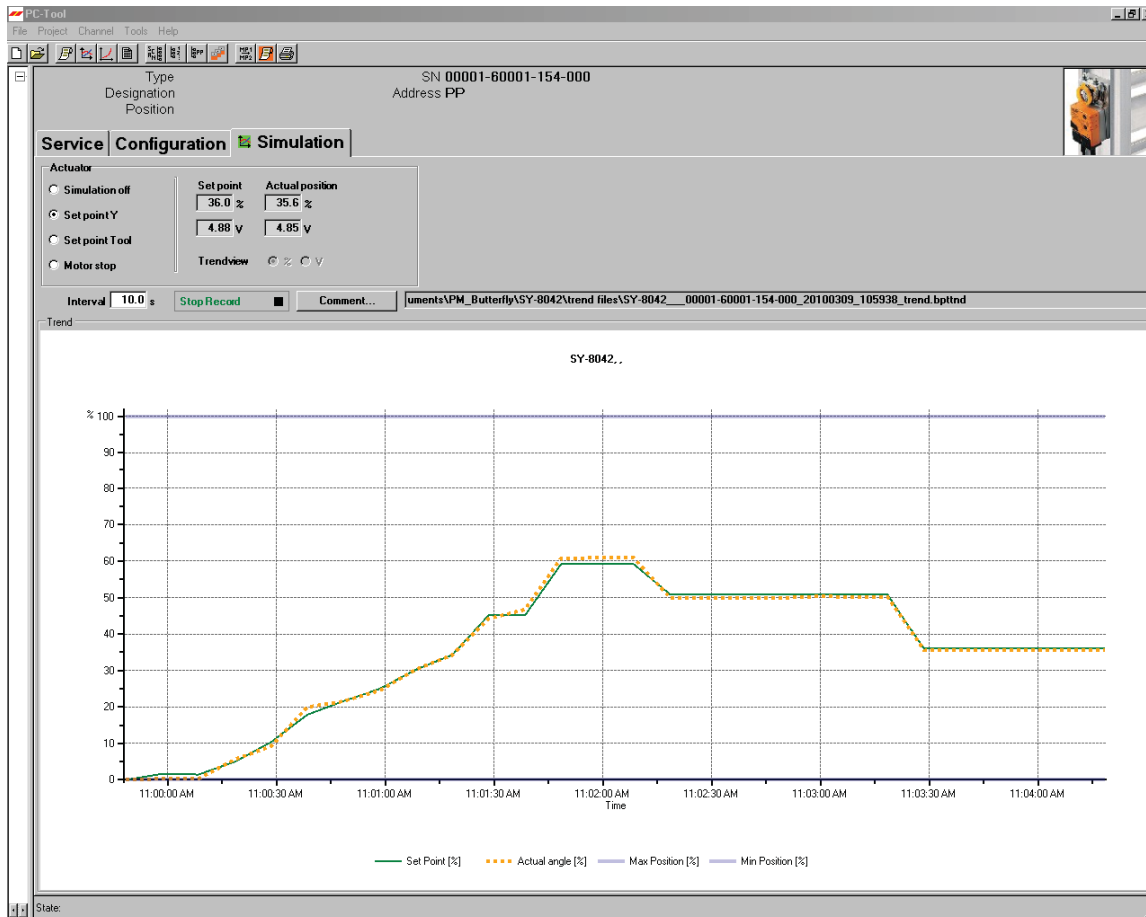 PC-Tool
File Project Channel Tools Help
Type SN 00001-60001-154-000
Designation Address PP
Position
Service Configuration Simulation
Actuator
Simulation off
Set point Y
Set point Tool
Motor stop
Set point Actual position
36.0 % 35.6 %
4.88 V 4.85 V
Trendview % V
Interval 10.0 s Stop Record Comment... uments\PM_Butterfly\SY-8042\trend files\SY-8042___00001-60001-154-000_20100309_105938_trend.bpttnd
Trend
SY-8042, ,
% 100
90
80
70
60
50
40
30
20
10
0
11:00:00 AM 11:00:30 AM 11:01:00 AM 11:01:30 AM 11:02:00 AM 11:02:30 AM 11:03:00 AM 11:03:30 AM 11:04:00 AM
Time
Set Point [%] Actual angle [%] Max Position [%] Min Position [%]
State: